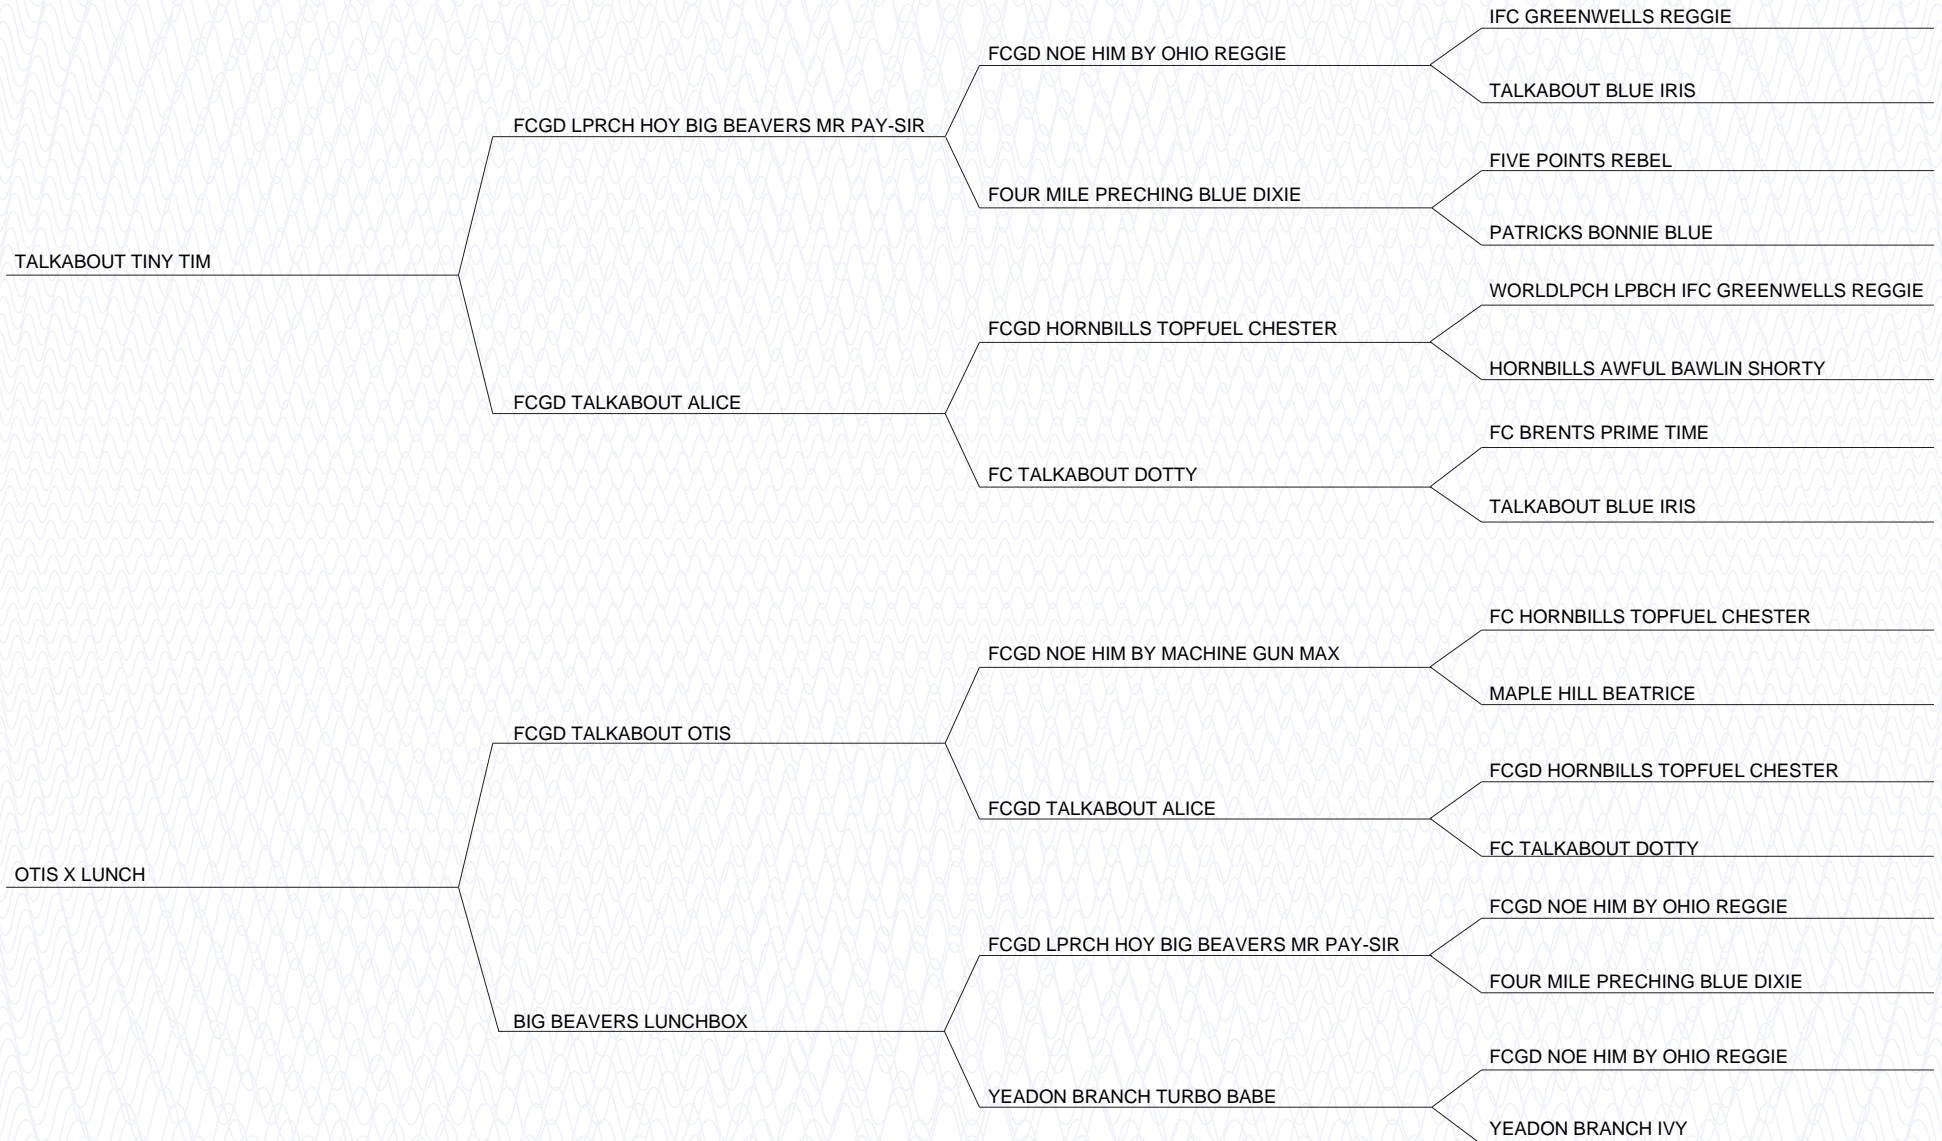 IFC GREENWELLS REGGIE
FCGD NOE HIM BY OHIO REGGIE
TALKABOUT BLUE IRIS
FCGD LPRCH HOY BIG BEAVERS MR PAY-SIR
FIVE POINTS REBEL
FOUR MILE PRECHING BLUE DIXIE
PATRICKS BONNIE BLUE
TALKABOUT TINY TIM
WORLDLPCH LPBCH IFC GREENWELLS REGGIE
FCGD HORNBILLS TOPFUEL CHESTER
HORNBILLS AWFUL BAWLIN SHORTY
FCGD TALKABOUT ALICE
FC BRENTS PRIME TIME
FC TALKABOUT DOTTY
TALKABOUT BLUE IRIS
FC HORNBILLS TOPFUEL CHESTER
FCGD NOE HIM BY MACHINE GUN MAX
MAPLE HILL BEATRICE
FCGD TALKABOUT OTIS
FCGD HORNBILLS TOPFUEL CHESTER
FCGD TALKABOUT ALICE
FC TALKABOUT DOTTY
OTIS X LUNCH
FCGD NOE HIM BY OHIO REGGIE
FCGD LPRCH HOY BIG BEAVERS MR PAY-SIR
FOUR MILE PRECHING BLUE DIXIE
BIG BEAVERS LUNCHBOX
FCGD NOE HIM BY OHIO REGGIE
YEADON BRANCH TURBO BABE
YEADON BRANCH IVY